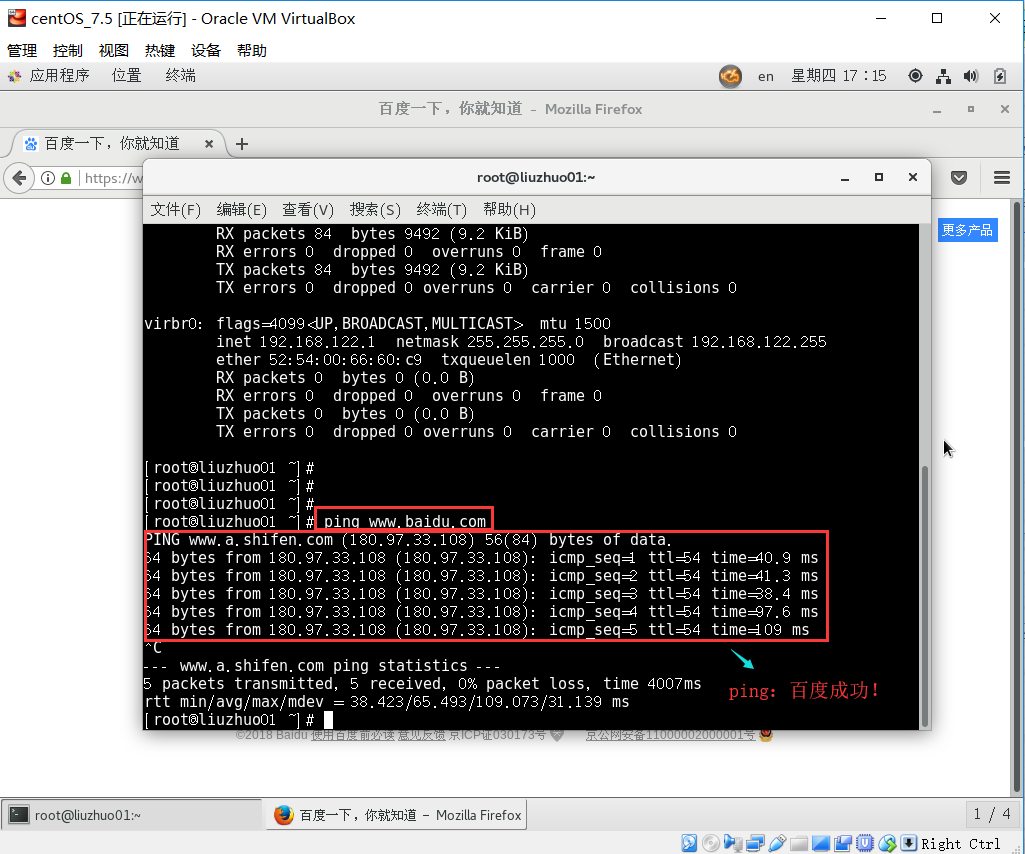 centOS_7.5 [正在运行] - Oracle VM VirtualBox
管理 控制 视图 热键 设备 帮助
应用程序 位置 终端 en 星期四 17：15
百度一下，你就知道 - Mozilla Firefox
百度一下，你就知道
https://w
root@liuzhuo01:~
文件(F) 编辑(E) 查看(V) 搜索(S) 终端(T) 帮助(H)
更多产品
RX packets 84 bytes 9492 (9.2 KiB)
RX errors 0 dropped 0 overruns 0 frame 0
TX packets 84 bytes 9492 (9.2 KiB)
TX errors 0 dropped 0 overruns 0 carrier 0 collisions 0
virbr0: flags=4099<UP,BROADCAST,MULTICAST> mtu 1500
inet 192.168.122.1 netmask 255.255.255.0 broadcast 192.168.122.255
ether 52:54:00:66:60:c9 txqueuelen 1000 (Ethernet)
RX packets 0 bytes 0 (0.0 B)
RX errors 0 dropped 0 overruns 0 frame 0
TX packets 0 bytes 0 (0.0 B)
TX errors 0 dropped 0 overruns 0 carrier 0 collisions 0
[root@liuzhuo01 ~]#
[root@liuzhuo01 ~]#
[root@liuzhuo01 ~]#
[root@liuzhuo01 ~]# ping www.baidu.com
PING www.a.shifen.com (180.97.33.108) 56(84) bytes of data.
64 bytes from 180.97.33.108 (180.97.33.108): icmp_seq=1 ttl=54 time=40.9 ms
64 bytes from 180.97.33.108 (180.97.33.108): icmp_seq=2 ttl=54 time=41.3 ms
64 bytes from 180.97.33.108 (180.97.33.108): icmp_seq=3 ttl=54 time=38.4 ms
64 bytes from 180.97.33.108 (180.97.33.108): icmp_seq=4 ttl=54 time=97.6 ms
64 bytes from 180.97.33.108 (180.97.33.108): icmp_seq=5 ttl=54 time=109 ms
^C
--- www.a.shifen.com ping statistics ---
5 packets transmitted, 5 received, 0% packet loss, time 4007ms
rtt min/avg/max/mdev = 38.423/65.493/109.073/31.139 ms
[root@liuzhuo01 ~]#
ping：百度成功！
©2018 Baidu 使用百度前必读 意见反馈 京ICP证030173号 京公网安备11000002000001号
root@liuzhuo01:~ 百度一下，你就知道 - Mozilla Firefox 1 / 4
Right Ctrl